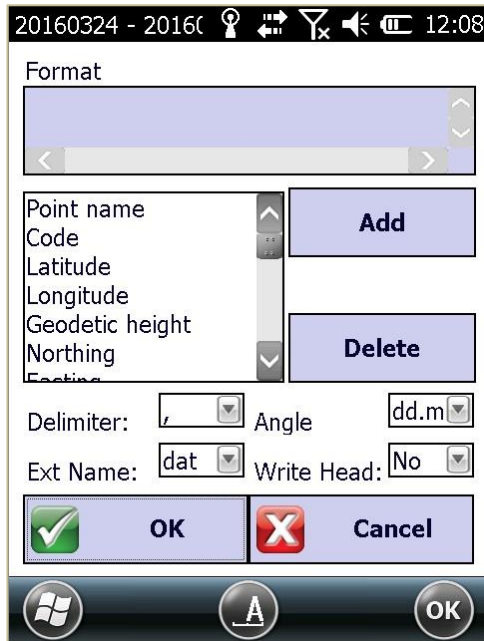 20160324 - 2016( 12:08
Format
Point name
Code
Latitude
Longitude
Geodetic height
Northing
Easting
Add
Delete
Delimiter: , Angle dd.m
Ext Name: dat Write Head: No
OK Cancel
A OK